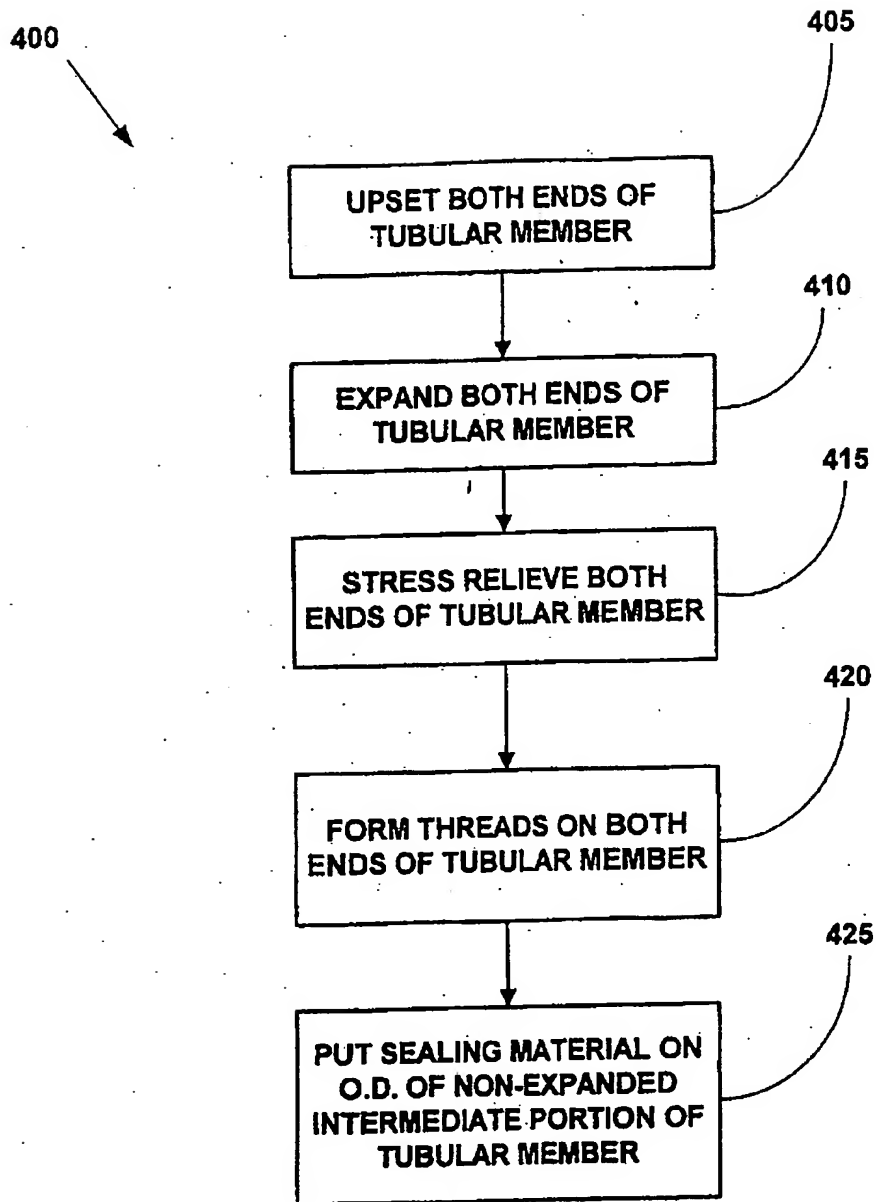 400
405
UPSET BOTH ENDS OF
TUBULAR MEMBER
410
EXPAND BOTH ENDS OF
TUBULAR MEMBER
415
STRESS RELIEVE BOTH
ENDS OF TUBULAR MEMBER
420
FORM THREADS ON BOTH
ENDS OF TUBULAR MEMBER
425
PUT SEALING MATERIAL ON
O.D. OF NON-EXPANDED
INTERMEDIATE PORTION OF
TUBULAR MEMBER